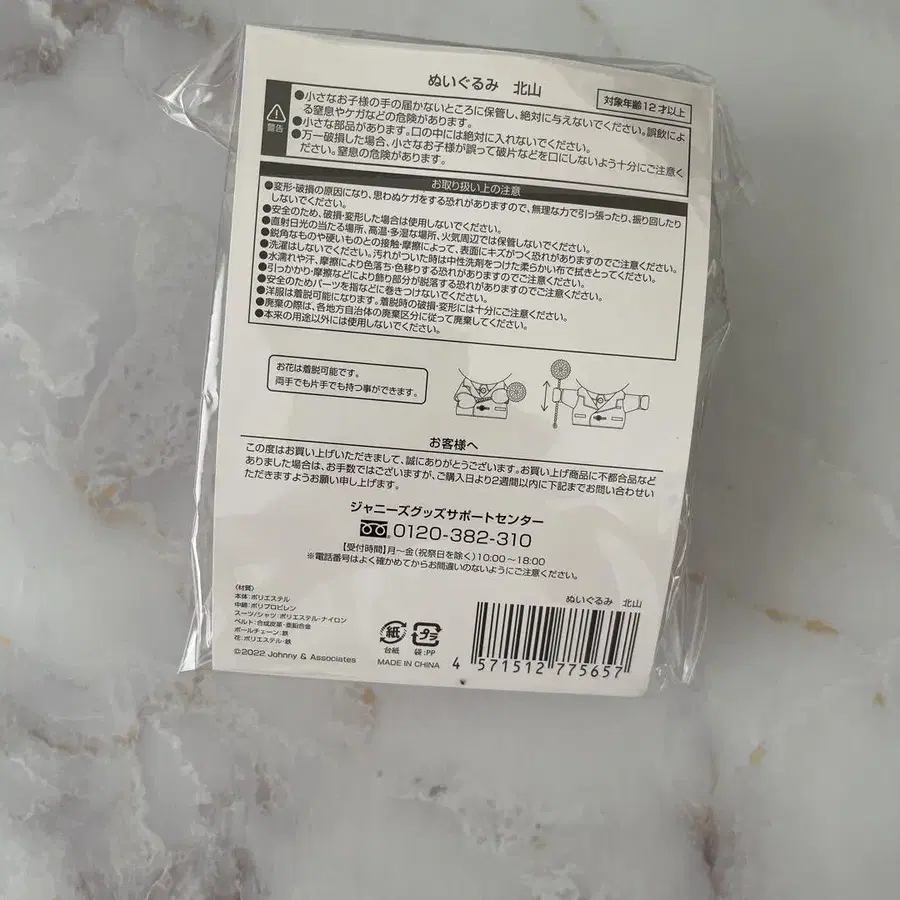 ぬいぐるみ 北山
対象年齢12才以上
警告
●小さなお子様の手の届かないところに保管し、絶対に与えないでください。誤飲によ
る窒息やケガなどの危険があります。
●小さな部品があります。口の中には絶対に入れないでください。
●万一破損した場合、小さなお子様が誤って破片などを口にしないよう十分にご注意く
ださい。窒息の危険があります。
お取り扱い上の注意
●変形・破損の原因になり、思わぬケガをする恐れがありますので、無理な力で引っ張ったり、振り回したり
しないでください。
●安全のため、破損・変形した場合は使用しないでください。
●直射日光の当たる場所、高温・多湿な場所、火気周辺では保管しないでください。
●鋭角なものや硬いものとの接触・摩擦によって、表面にキズがつく恐れがありますのでご注意ください。
●洗濯はしないでください。汚れがついた時は中性洗剤をつけた柔らかい布で拭きとってください。
●水濡れや汗、摩擦により色落ち・色移りする恐れがありますのでご注意ください。
●引っかかり・摩擦などにより飾り部分が脱落する恐れがありますのでご注意ください。
●安全のためパーツを指などに巻きつけないでください。
●洋服は着脱可能になります。着脱時の破損・変形には十分にご注意ください。
●廃棄の際は、各地方自治体の廃棄区分に従って廃棄してください。
●本来の用途以外には使用しないでください。
お花は着脱可能です。
両手でも片手でも持つ事ができます。
お客様へ
この度はお買い上げいただきまして、誠にありがとうございます。お買い上げ商品に不都合品など
ありました場合は、お手数ではございますが、ご購入日より2週間以内に下記までお問い合わせい
ただきますようお願い申し上げます。
ジャニーズグッズサポートセンター
0120-382-310
【受付時間】月～金(祝祭日を除く)10:00～18:00
※電話番号はよく確かめてからお間違いのないようにご注意ください。
〈材質〉
本体:ポリエステル
中綿:ポリプロピレン
スーツ/シャツ:ポリエステル・ナイロン
ベルト:合成皮革・亜鉛合金
ボールチェーン:鉄
花:ポリエステル・鉄
©2022 Johnny & Associates
紙
台紙
プラ
袋:PP
MADE IN CHINA
ぬいぐるみ 北山
4 571512 775657